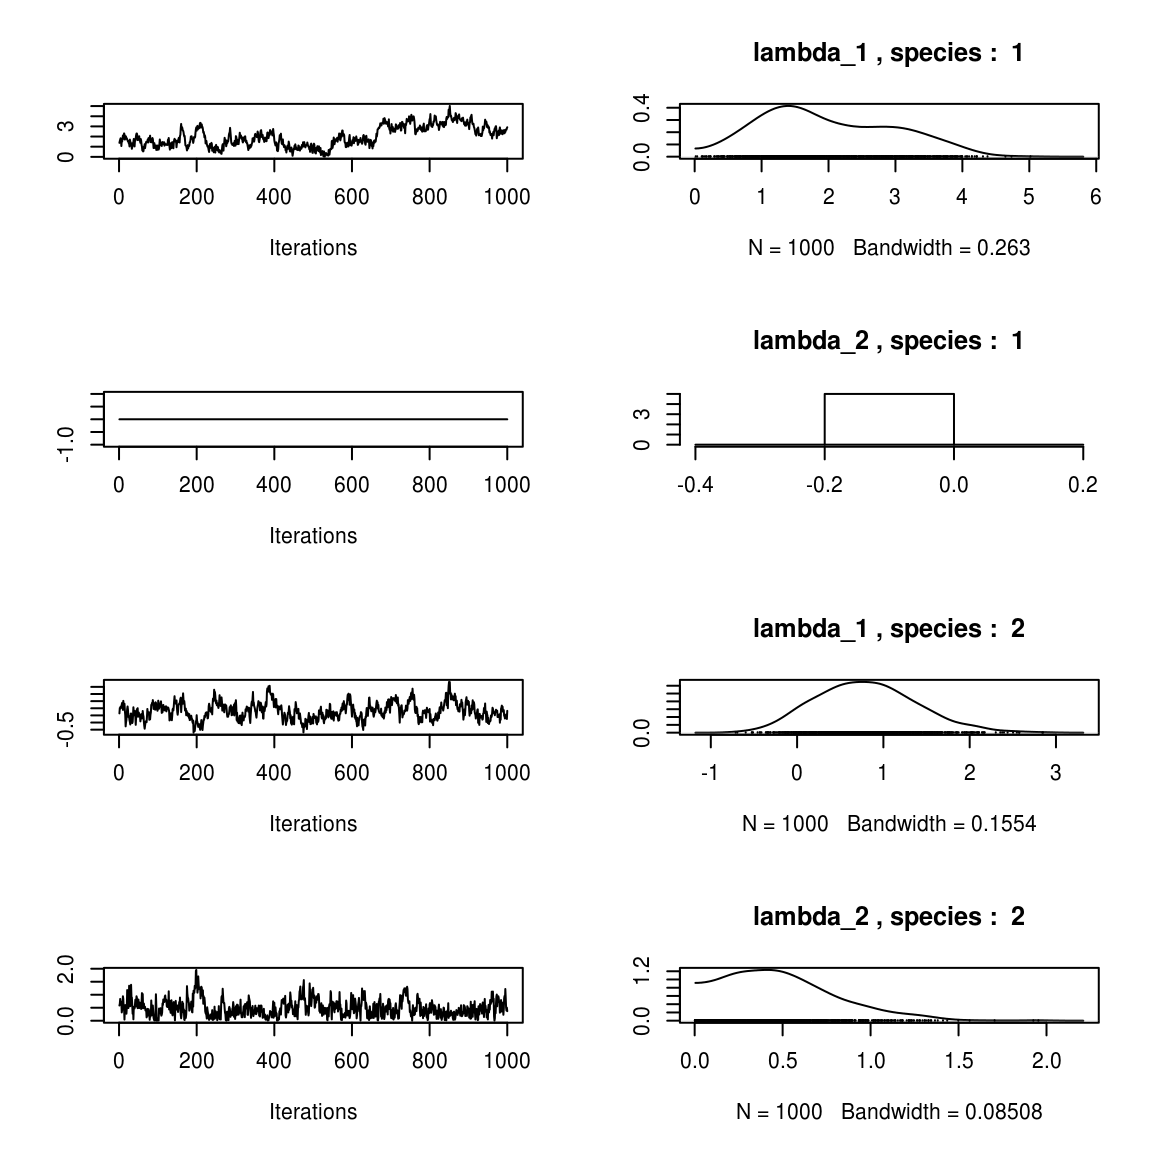 lambda_1 , species : 1
3
0
0 200 400 600 800 1000
Iterations
0.4
0.0
0 1 2 3 4 5 6
N = 1000 Bandwidth = 0.263
lambda_2 , species : 1
-1.0
0 200 400 600 800 1000
Iterations
3
0
-0.4 -0.2 0.0 0.2
lambda_1 , species : 2
-0.5
0 200 400 600 800 1000
Iterations
0.0
-1 0 1 2 3
N = 1000 Bandwidth = 0.1554
lambda_2 , species : 2
2.0
0.0
0 200 400 600 800 1000
Iterations
1.2
0.0
0.0 0.5 1.0 1.5 2.0
N = 1000 Bandwidth = 0.08508